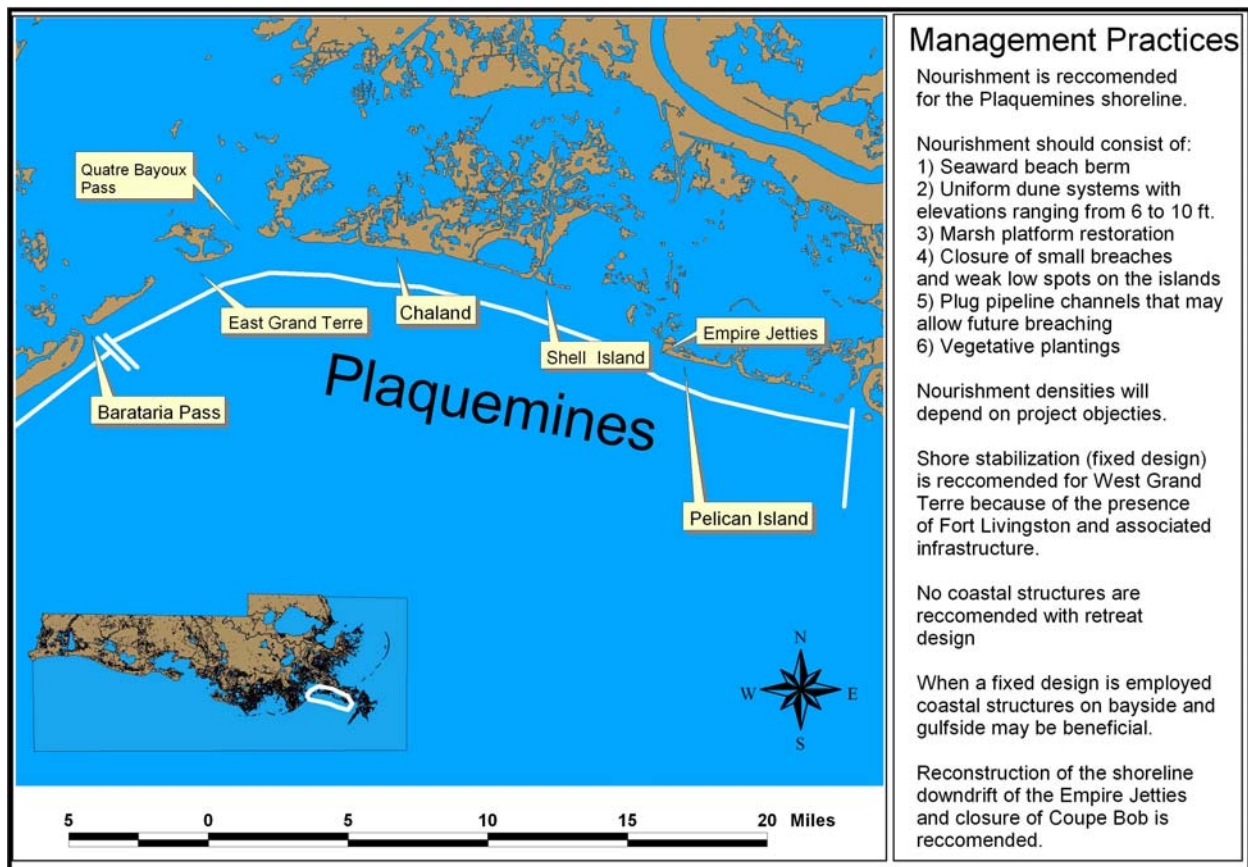 Quatre Bayoux
Pass
East Grand Terre
Chaland
Shell Island
Empire Jetties
Barataria Pass
Plaquemines
Pelican Island
N
W
E
S
5
0
5
10
15
20
Miles
Management Practices
Nourishment is reccomended
for the Plaquemines shoreline.
Nourishment should consist of:
1) Seaward beach berm
2) Uniform dune systems with
elevations ranging from 6 to 10 ft.
3) Marsh platform restoration
4) Closure of small breaches
and weak low spots on the islands
5) Plug pipeline channels that may
allow future breaching
6) Vegetative plantings
Nourishment densities will
depend on project objecties.
Shore stabilization (fixed design)
is reccomended for West Grand
Terre because of the presence
of Fort Livingston and associated
infrastructure.
No coastal structures are
reccomended with retreat
design
When a fixed design is employed
coastal structures on bayside and
gulfside may be beneficial.
Reconstruction of the shoreline
downdrift of the Empire Jetties
and closure of Coupe Bob is
reccomended.